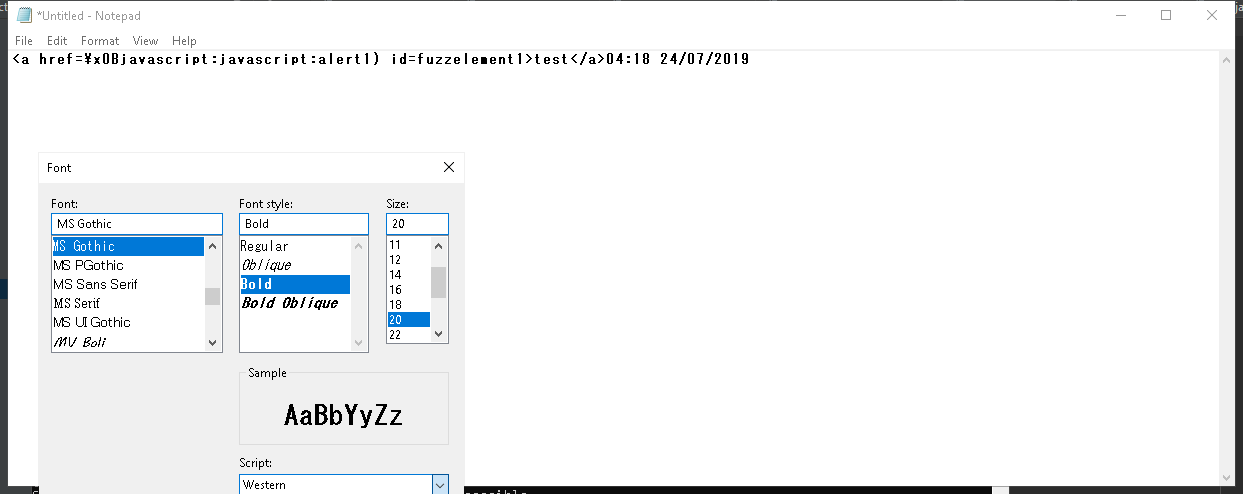 *Untitled - Notepad
File Edit Format View Help
<a href=¥x0Bjavascript:javascript:alert1) id=fuzzelement1>test</a>04:18 24/07/2019
Font
Font: Font style: Size:
MS Gothic Bold 20
MS Gothic Regular 11
MS PGothic Oblique 12
MS Sans Serif Bold 14
MS Serif Bold Oblique 16
MS UI Gothic 18
MV Boli 20
22
Sample
AaBbYyZz
Script:
Western